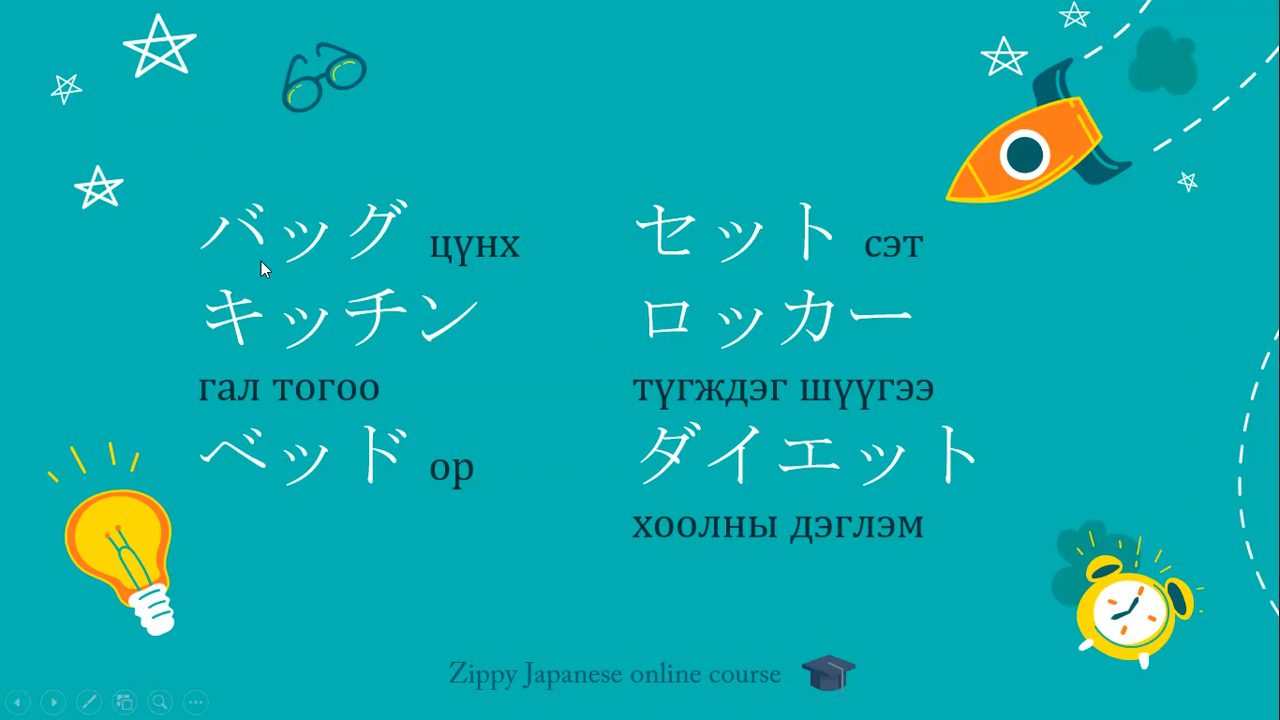 バッグ цүнх
キッチン
гал тогоо
ベッド ор
セット сэт
ロッカー
түгждэг шүүгээ
ダイエット
хоолны дэглэм
Zippy Japanese online course